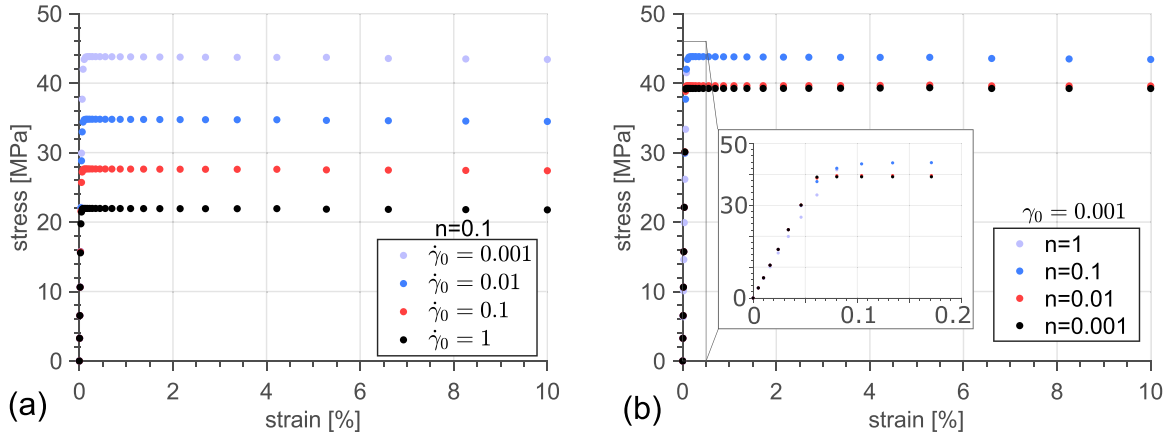 50
40
30
20
10
0
stress [MPa]
0 2 4 6 8 10
strain [%]
(a)
n=0.1
γ̇₀ = 0.001
γ̇₀ = 0.01
γ̇₀ = 0.1
γ̇₀ = 1
50
40
30
20
10
0
stress [MPa]
0 2 4 6 8 10
strain [%]
(b)
50
30
0
0 0.1 0.2
γ₀ = 0.001
n=1
n=0.1
n=0.01
n=0.001